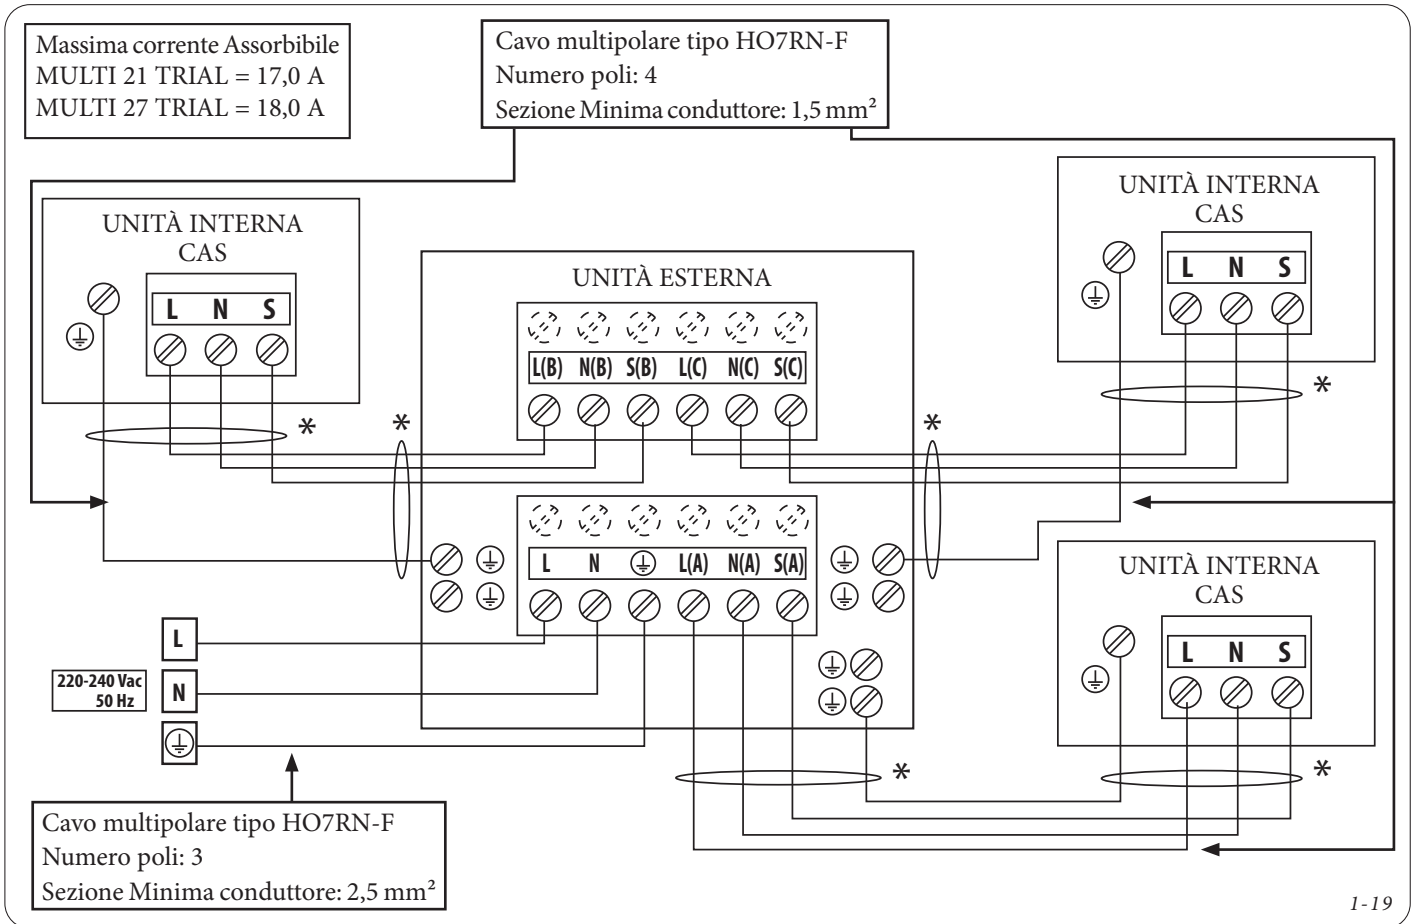 Massima corrente Assorbibile
MULTI 21 TRIAL = 17,0 A
MULTI 27 TRIAL = 18,0 A
Cavo multipolare tipo HO7RN-F
Numero poli: 4
Sezione Minima conduttore: 1,5 mm²
UNITÀ INTERNA
CAS
L N S
*
UNITÀ ESTERNA
L(B) N(B) S(B) L(C) N(C) S(C)
*
*
L N L(A) N(A) S(A)
UNITÀ INTERNA
CAS
L N S
*
UNITÀ INTERNA
CAS
L N S
*
*
L
220-240 Vac
50 Hz
N
Cavo multipolare tipo HO7RN-F
Numero poli: 3
Sezione Minima conduttore: 2,5 mm²
1-19